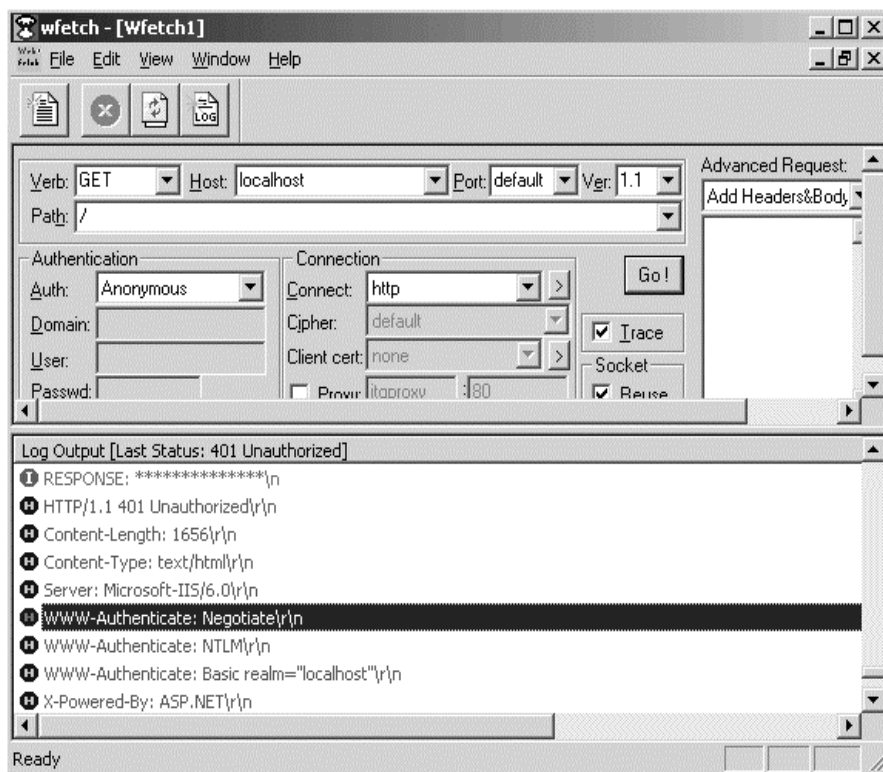 wfetch - [Wfetch1]
File Edit View Window Help
LOG
Verb: GET Host: localhost Port: default Ver: 1.1
Path: /
Advanced Request:
Add Headers&Body
Authentication
Auth: Anonymous
Domain:
User:
Passwd:
Connection
Connect: http >
Cipher: default
Client cert: none >
Proxy: itgproxy :80
Go!
Trace
Socket
Reuse
Log Output [Last Status: 401 Unauthorized]
RESPONSE: **************\n
HTTP/1.1 401 Unauthorized\r\n
Content-Length: 1656\r\n
Content-Type: text/html\r\n
Server: Microsoft-IIS/6.0\r\n
WWW-Authenticate: Negotiate\r\n
WWW-Authenticate: NTLM\r\n
WWW-Authenticate: Basic realm="localhost"\r\n
X-Powered-By: ASP.NET\r\n
Ready